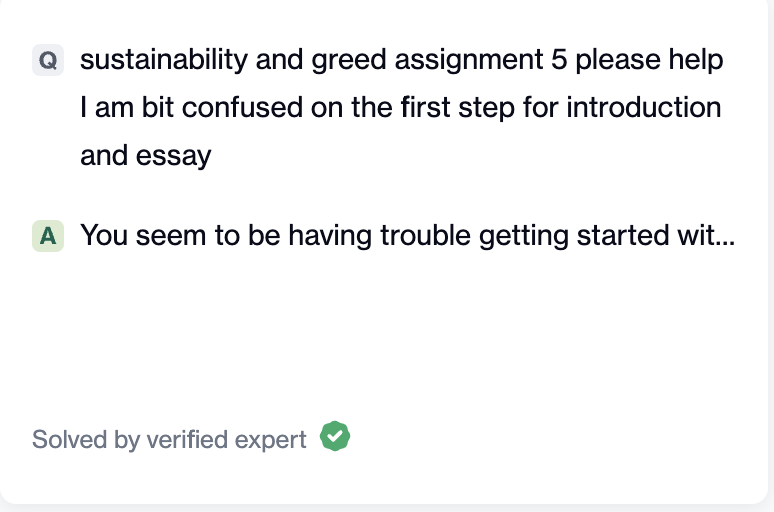 Q sustainability and greed assignment 5 please help
I am bit confused on the first step for introduction
and essay
A You seem to be having trouble getting started wit...
Solved by verified expert